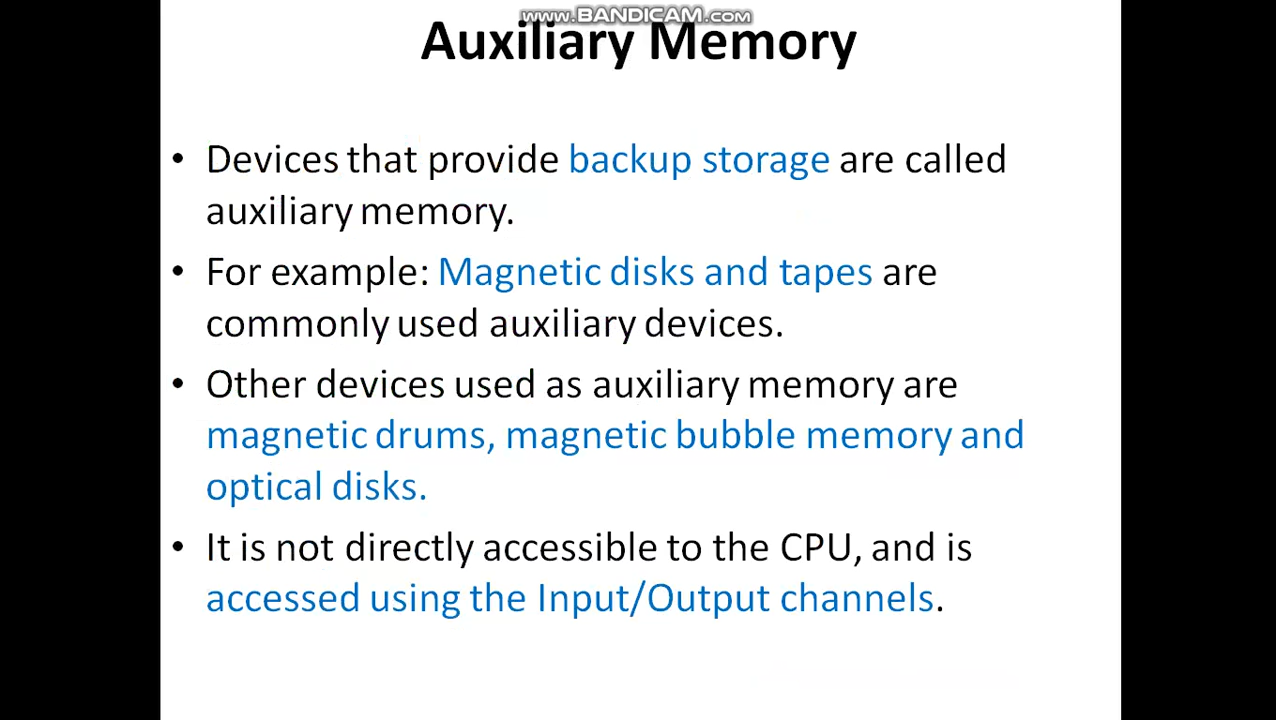 www.BANDICAM.com
Auxiliary Memory
• Devices that provide backup storage are called
auxiliary memory.
• For example: Magnetic disks and tapes are
commonly used auxiliary devices.
• Other devices used as auxiliary memory are
magnetic drums, magnetic bubble memory and
optical disks.
• It is not directly accessible to the CPU, and is
accessed using the Input/Output channels.